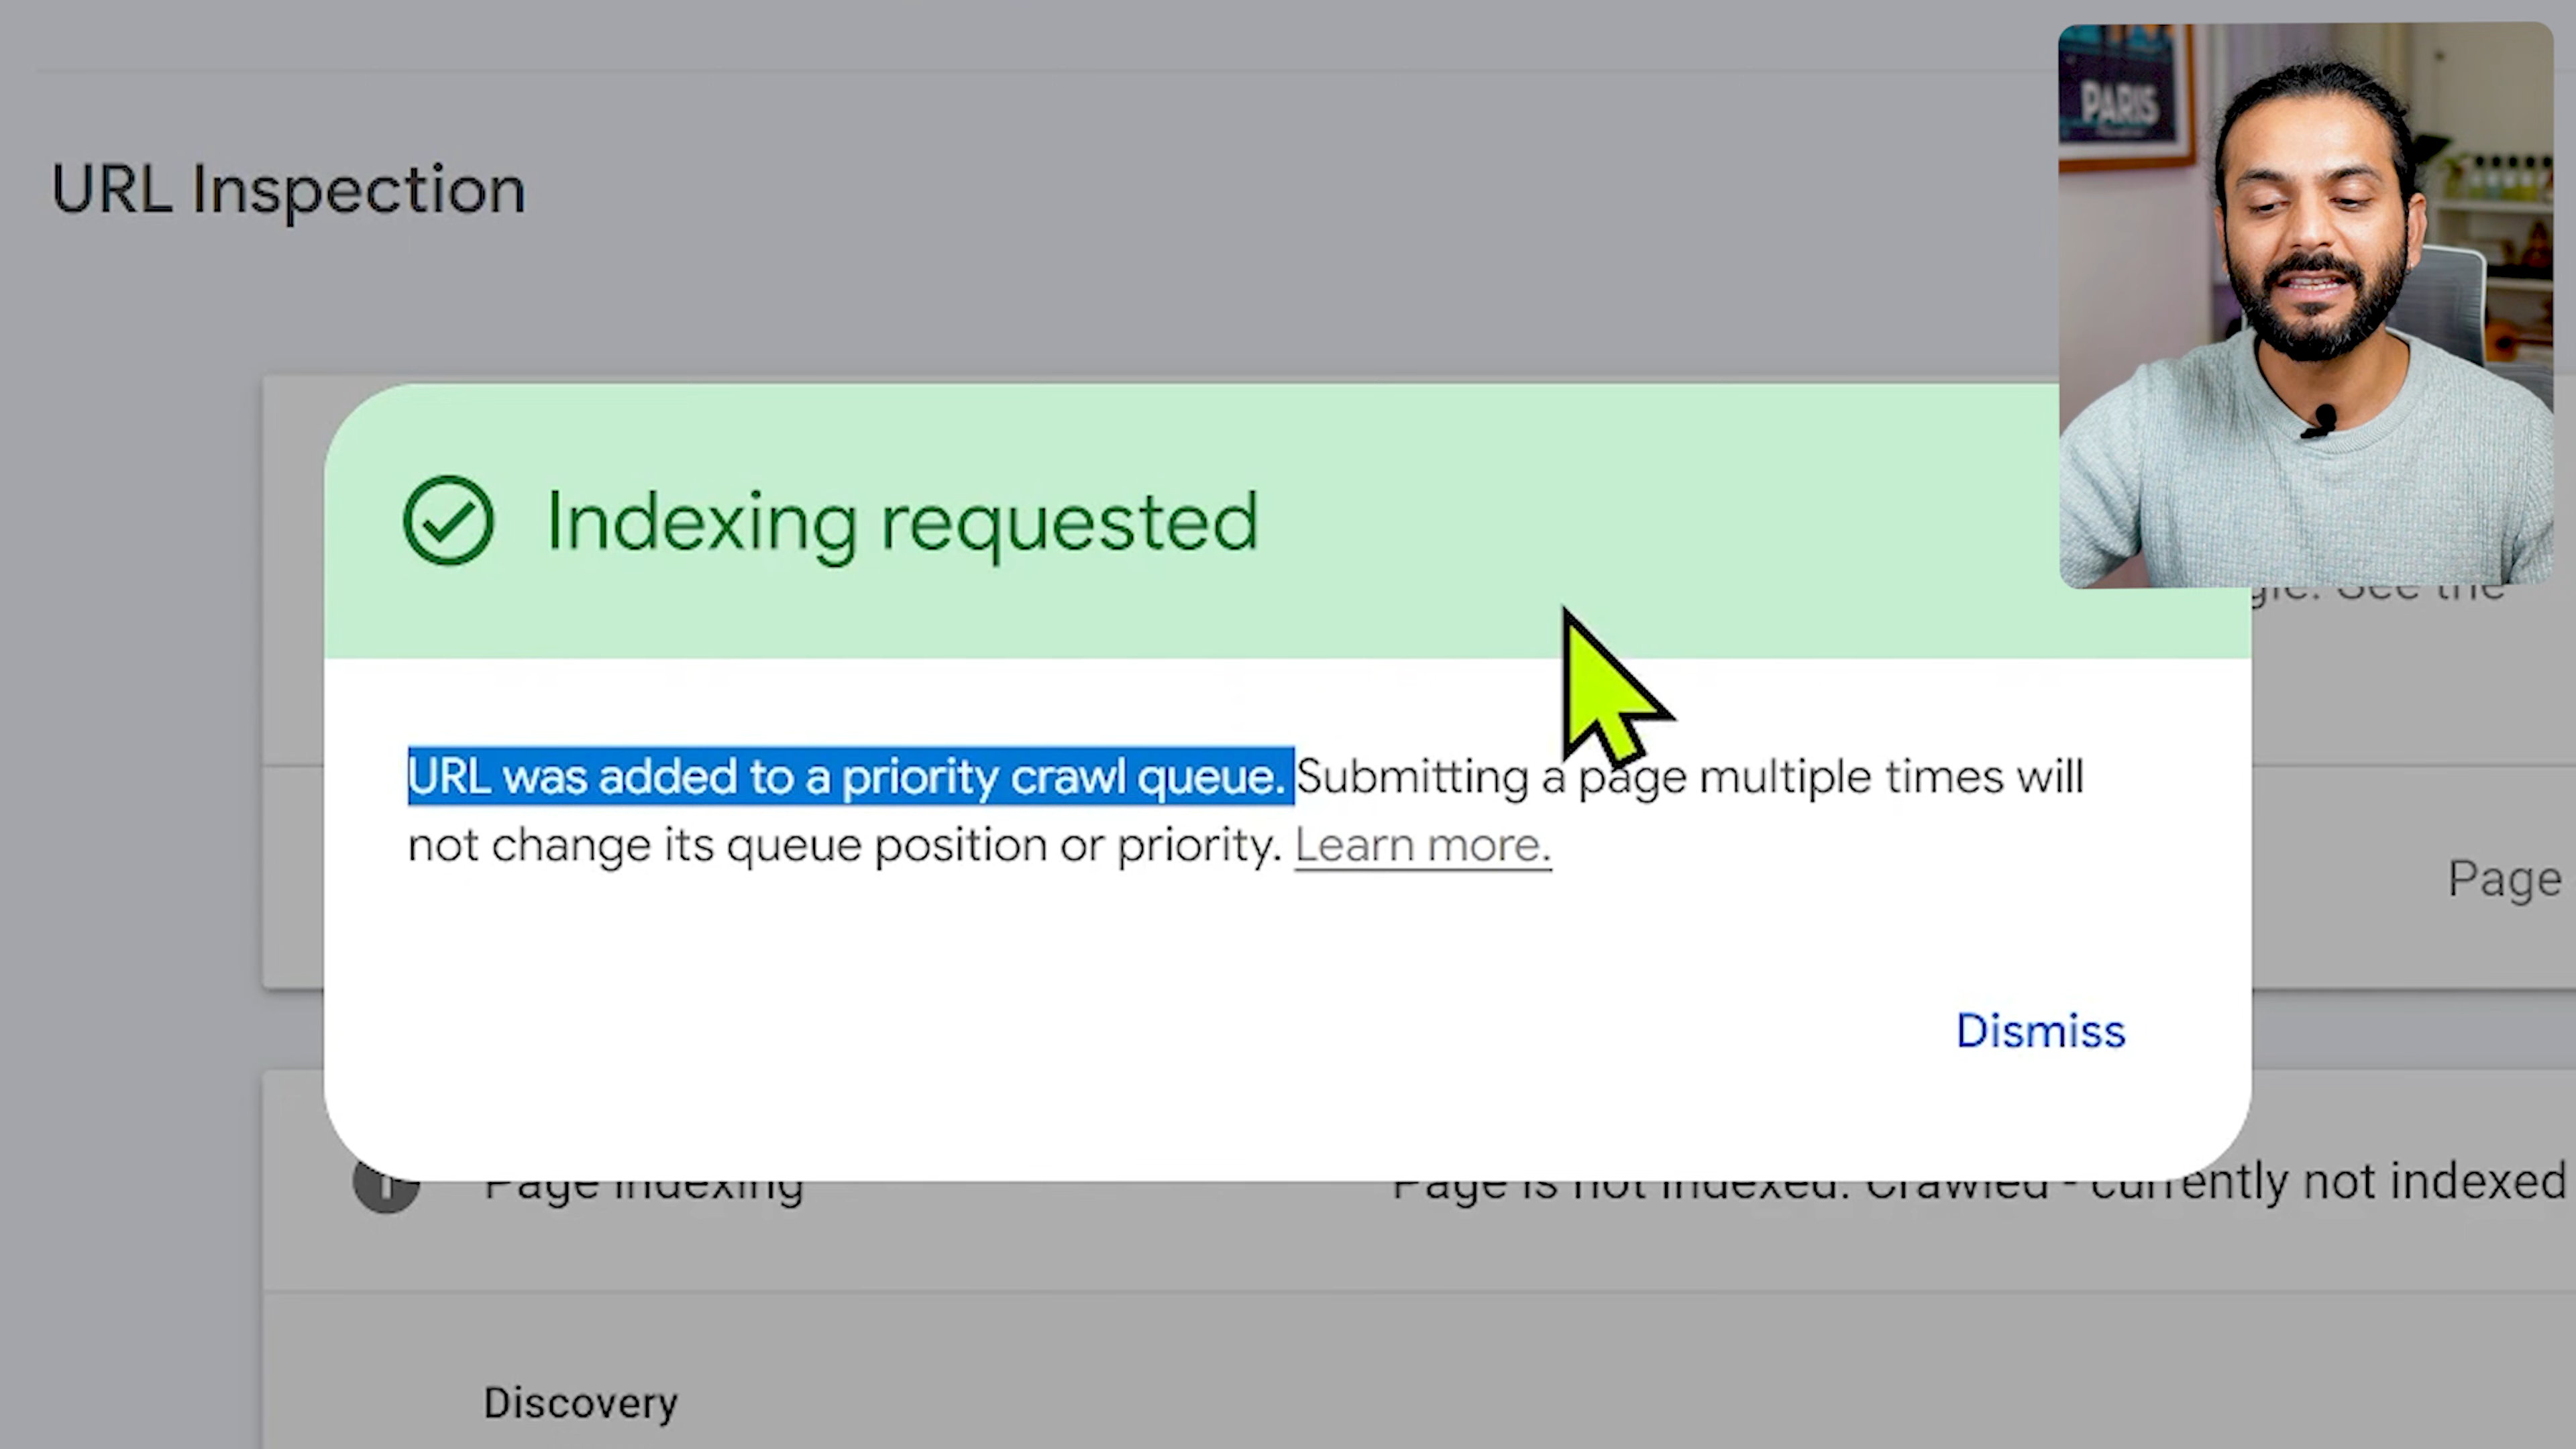 PARIS
URL Inspection
Indexing requested
See the
URL was added to a priority crawl queue. Submitting a page multiple times will
not change its queue position or priority. Learn more.
Page
Dismiss
Page indexing
Page is not indexed: Crawled - currently not indexed
Discovery